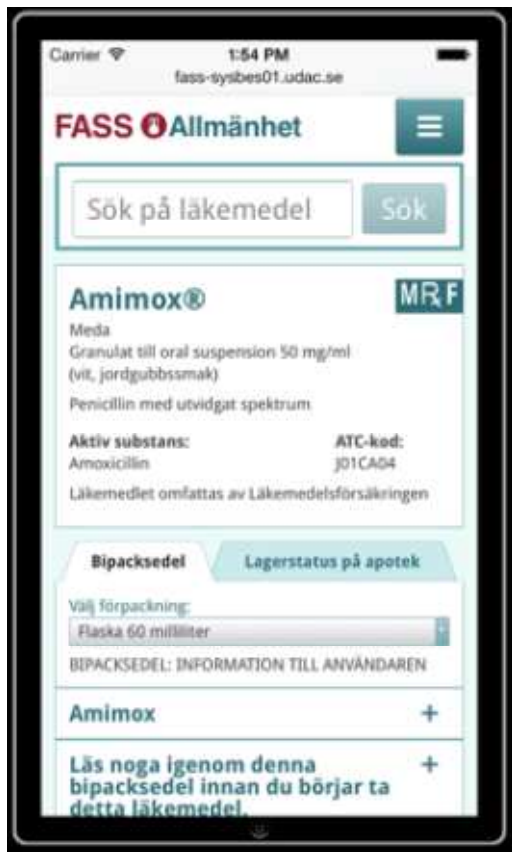 Carrier 1:54 PM
fass-sysbes01.udac.se
FASS Allmänhet
Sök på läkemedel Sök
Amimox® MRF
Meda
Granulat till oral suspension 50 mg/ml
(vit, jordgubbssmak)
Penicillin med utvidgat spektrum
Aktiv substans: ATC-kod:
Amoxicillin J01CA04
Läkemedlet omfattas av Läkemedelsförsäkringen
Bipacksedel Lagerstatus på apotek
Välj förpackning:
Flaska 60 milliliter
BIPACKSEDEL: INFORMATION TILL ANVÄNDAREN
Amimox +
Läs noga igenom denna +
bipacksedel innan du börjar ta
detta läkemedel.